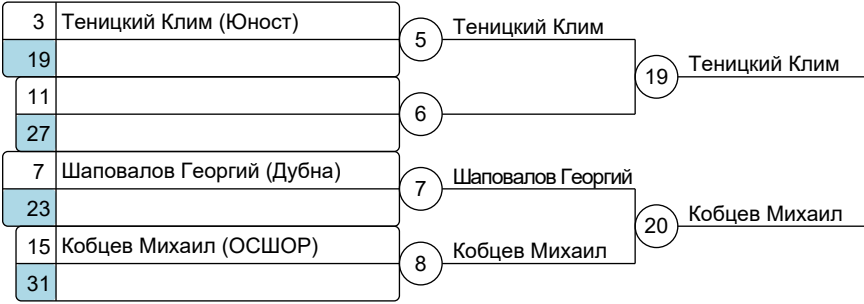 3 Теницкий Клим (Юност)
19
5 Теницкий Клим
19 Теницкий Клим
11
27
6
7 Шаповалов Георгий (Дубна)
23
7 Шаповалов Георгий
20 Кобцев Михаил
15 Кобцев Михаил (ОСШОР)
31
8 Кобцев Михаил